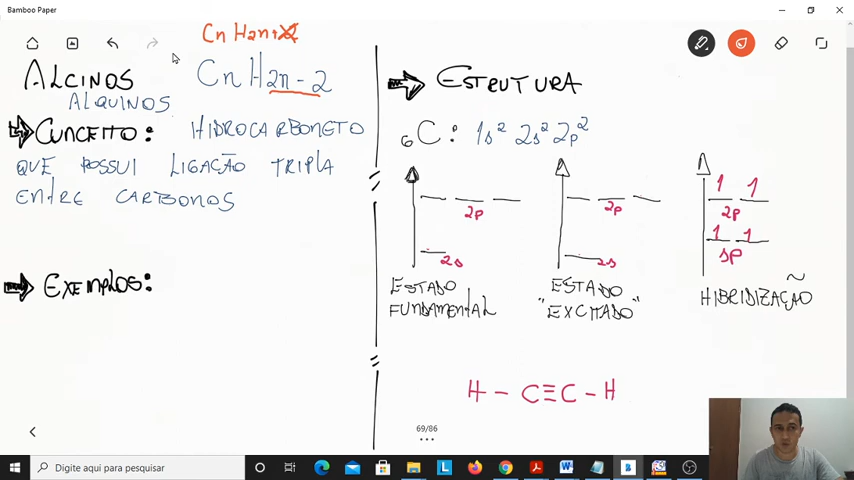 Bamboo Paper
CnH2n+2
ALCINOS CnH2n-2
ALQUINOS
CONCEITO: HIDROCARBONETO
QUE POSSUI LIGAÇÃO TRIPLA
ENTRE CARBONOS
EXEMPLOS:
ESTRUTURA
6C: 1s² 2s² 2p²
2p
2s
ESTADO
FUNDAMENTAL
2p
2s
ESTADO
"EXCITADO"
1 1
2p
1 1
sp
HIBRIDIZAÇÃO
H - C≡C - H
69/86
Digite aqui para pesquisar